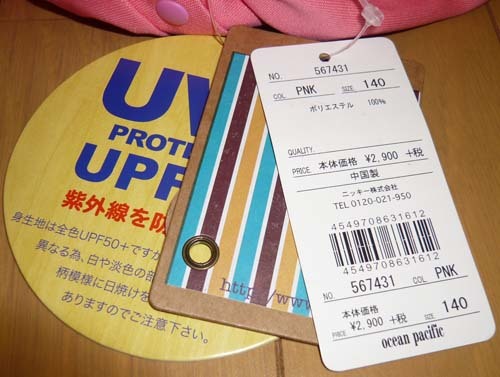 UV
PROTE
UPF
紫外線を防
身生地は全色UPF50+ですが
異なる為、白や淡色の部
柄模様に日焼けを
ありますのでご注意下さい。
http://www
NO. 567431
COL PNK SIZE 140
ポリエステル 100%
QUALITY
PRICE 本体価格 ¥2,900 +税
中国製
ニッキー株式会社
TEL 0120-021-950
4549708631612
4549708631612
NO. 567431 COL PNK
本体価格
PRICE ¥2,900 +税 SIZE 140
ocean pacific